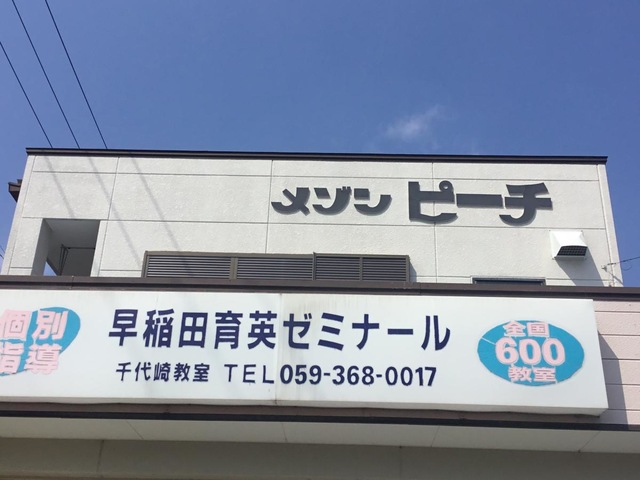 メゾン ピーチ
個別
指導
早稲田育英ゼミナール
千代崎教室 TEL059-368-0017
全国
600
教室